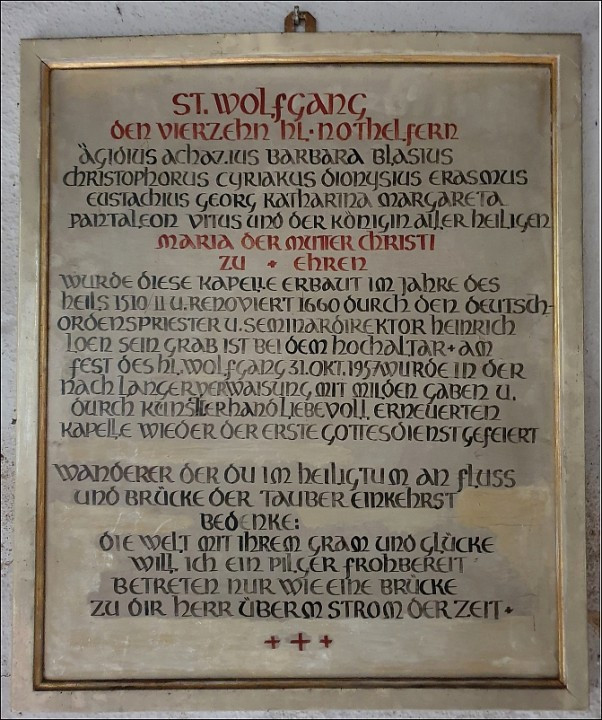 ST. WOLFGANG
DEN VIERZEHN HL. NOTHELFERN
ÄGIDIUS ACHAZIUS BARBARA BLASIUS
CHRISTOPHORUS CYRIAKUS DIONYSIUS ERASMUS
EUSTACHIUS GEORG KATHARINA MARGARETA
PANTALEON VITUS UND DER KÖNIGIN ALLER HEILIGEN
MARIA DER MUTTER CHRISTI
ZU + EHREN
WURDE DIESE KAPELLE ERBAUT IM JAHRE DES
HEILS 1510/11 U. RENOVIERT 1660 DURCH DEN DEUTSCH-
ORDENSPRIESTER U. SEMINARDIREKTOR HEINRICH
LOEN SEIN GRAB IST BEI DEM HOCHALTAR + AM
FEST DES HL. WOLFGANG 31. OKT. 1957 WURDE IN DER
NACH LANGER VERWAISUNG MIT MILDEN GABEN U.
DURCH KÜNSTLERHAND LIEBEVOLL ERNEUERTEN
KAPELLE WIEDER DER ERSTE GOTTESDIENST GEFEIERT
WANDERER DER DU IM HEILIGTUM AN FLUSS
UND BRÜCKE DER TAUBER EINKEHRST
BEDENKE:
DIE WELT MIT IHREM GRAM UND GLÜCKE
WILL ICH EIN PILGER FROHBEREIT
BETRETEN NUR WIE EINE BRÜCKE
ZU DIR HERR ÜBERM STROM DER ZEIT +
+ + +